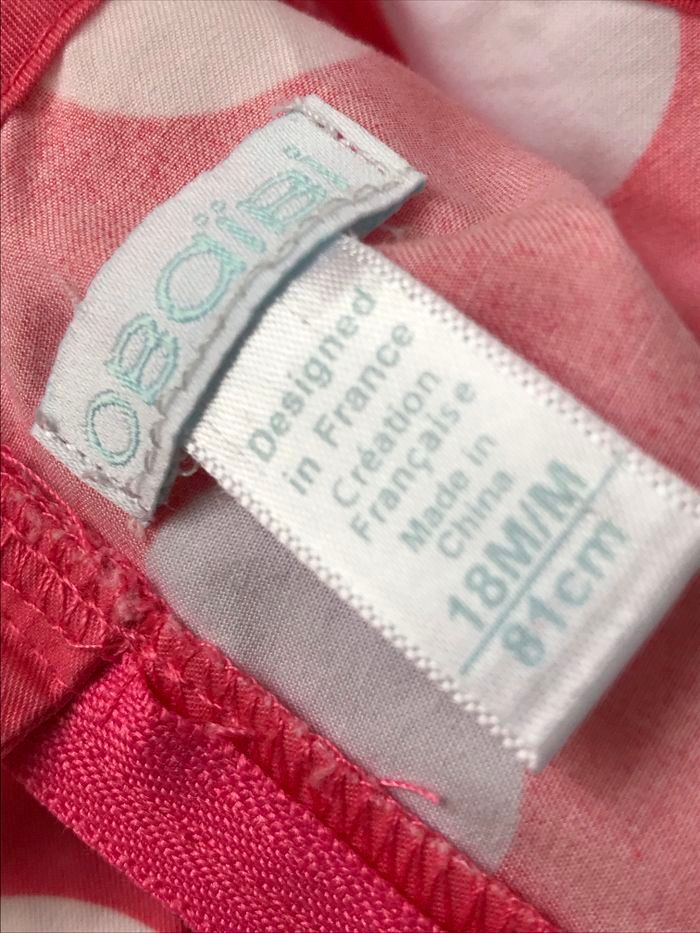 OBaïBi
Designed
in France
Création
Française
Made in
China
18M/M
81cm